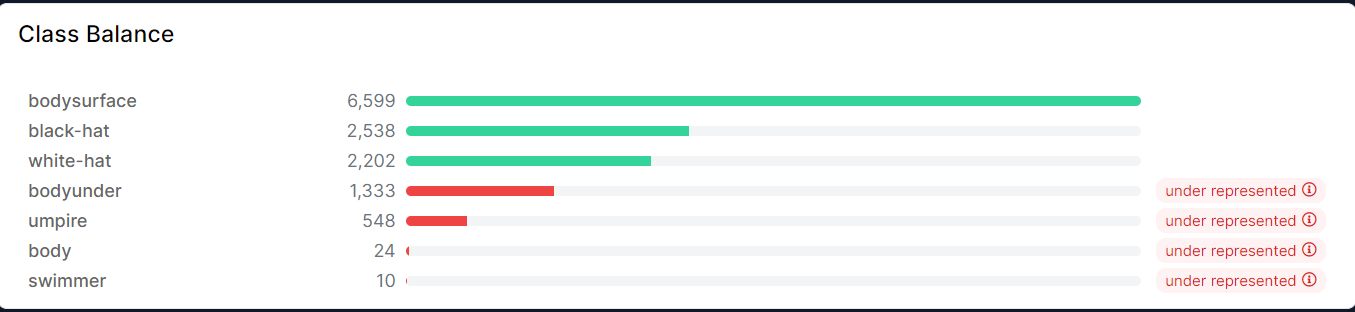 Class Balance
bodysurface 6,599
black-hat 2,538
white-hat 2,202
bodyunder 1,333 under represented
umpire 548 under represented
body 24 under represented
swimmer 10 under represented